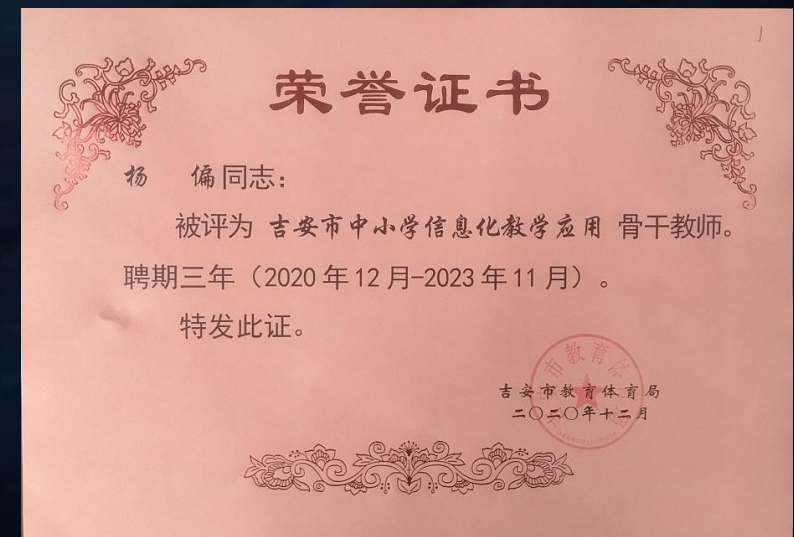 荣誉证书
杨 偏同志：
被评为 吉安市中小学信息化教学应用 骨干教师。
聘期三年（2020年12月-2023年11月）。
特发此证。
吉安市教育体育局
二〇二〇年十二月